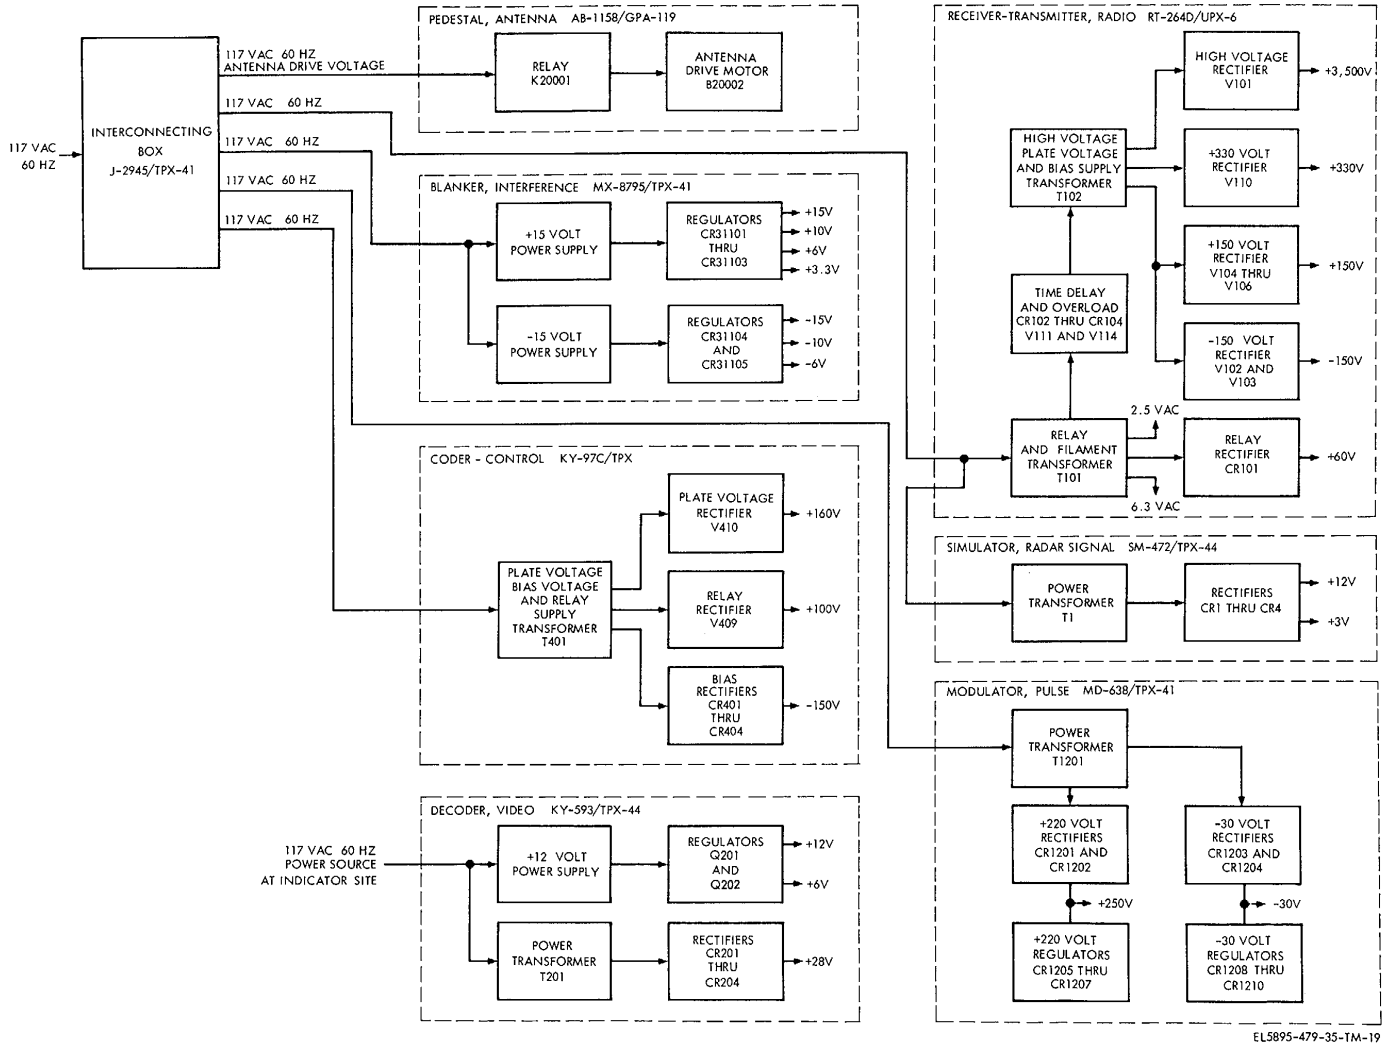 117 VAC
60 HZ
INTERCONNECTING
BOX
J-2945/TPX-41
117 VAC 60 HZ
ANTENNA DRIVE VOLTAGE
117 VAC 60 HZ
117 VAC 60 HZ
117 VAC 60 HZ
117 VAC 60 HZ
PEDESTAL, ANTENNA AB-1158/GPA-119
RELAY
K20001
ANTENNA
DRIVE MOTOR
B20002
BLANKER, INTERFERENCE MX-8795/TPX-41
+15 VOLT
POWER SUPPLY
REGULATORS
CR31101
THRU
CR31103
+15V
+10V
+6V
+3.3V
-15 VOLT
POWER SUPPLY
REGULATORS
CR31104
AND
CR31105
-15V
-10V
-6V
CODER - CONTROL KY-97C/TPX
PLATE VOLTAGE
BIAS VOLTAGE
AND RELAY
SUPPLY
TRANSFORMER
T401
PLATE VOLTAGE
RECTIFIER
V410
+160V
RELAY
RECTIFIER
V409
+100V
BIAS
RECTIFIERS
CR401
THRU
CR404
-150V
DECODER, VIDEO KY-593/TPX-44
117 VAC 60 HZ
POWER SOURCE
AT INDICATOR SITE
+12 VOLT
POWER SUPPLY
REGULATORS
Q201
AND
Q202
+12V
+6V
POWER
TRANSFORMER
T201
RECTIFIERS
CR201
THRU
CR204
+28V
RECEIVER-TRANSMITTER, RADIO RT-264D/UPX-6
HIGH VOLTAGE
RECTIFIER
V101
+3,500V
HIGH VOLTAGE
PLATE VOLTAGE
AND BIAS SUPPLY
TRANSFORMER
T102
+330 VOLT
RECTIFIER
V110
+330V
+150 VOLT
RECTIFIER
V104 THRU
V106
+150V
TIME DELAY
AND OVERLOAD
CR102 THRU CR104
V111 AND V114
-150 VOLT
RECTIFIER
V102 AND
V103
-150V
2.5 VAC
RELAY
AND FILAMENT
TRANSFORMER
T101
RELAY
RECTIFIER
CR101
+60V
6.3 VAC
SIMULATOR, RADAR SIGNAL SM-472/TPX-44
POWER
TRANSFORMER
T1
RECTIFIERS
CR1 THRU CR4
+12V
+3V
MODULATOR, PULSE MD-638/TPX-41
POWER
TRANSFORMER
T1201
+220 VOLT
RECTIFIERS
CR1201 AND
CR1202
-30 VOLT
RECTIFIERS
CR1203 AND
CR1204
+250V
-30V
+220 VOLT
REGULATORS
CR1205 THRU
CR1207
-30 VOLT
REGULATORS
CR1208 THRU
CR1210
EL5895-479-35-TM-19